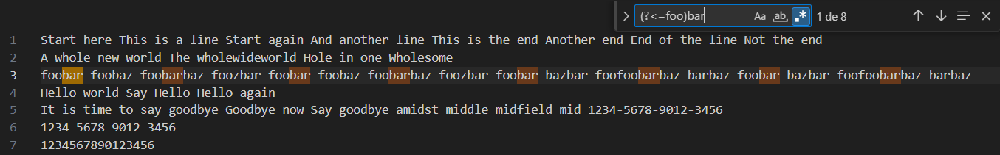 (?<=foo)bar Aa ab .* 1 de 8
1 Start here This is a line Start again And another line This is the end Another end End of the line Not the end
2 A whole new world The wholewideworld Hole in one Wholesome
3 foobar foobaz foobarbaz foozbar foobar foobaz foobarbaz foozbar foobar bazbar foofoobarbaz barbaz foobar bazbar foofoobarbaz barbaz
4 Hello world Say Hello Hello again
5 It is time to say goodbye Goodbye now Say goodbye amidst middle midfield mid 1234-5678-9012-3456
6 1234 5678 9012 3456
7 1234567890123456